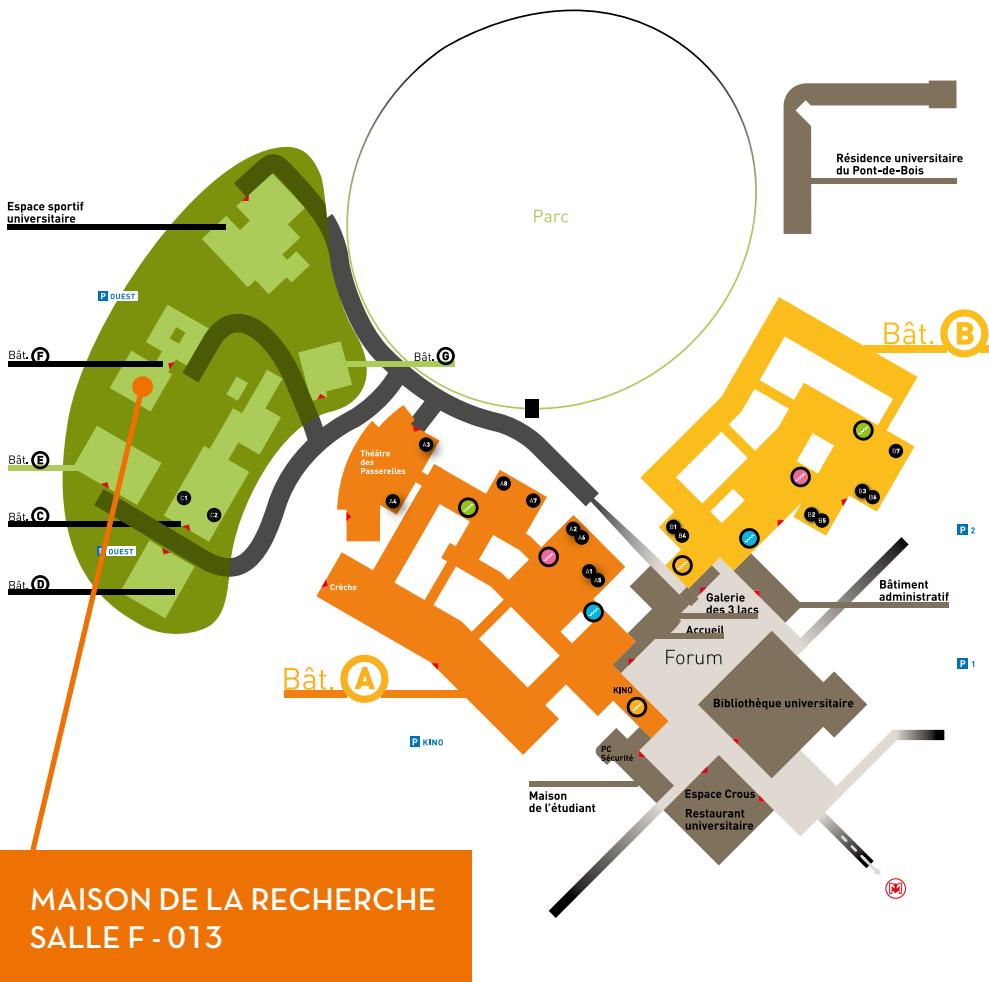 Résidence universitaire
du Pont-de-Bois
Espace sportif
universitaire
Parc
P OUEST
Bât. B
Bât. F
Bât. G
Théâtre
des
Passerelles
A3
A4
A8
A7
A2
A6
A1
A5
B7
B3
B6
B2
B5
B1
B4
Bât. E
C1
C2
Bât. C
P OUEST
Bât. D
P 2
Crèche
Galerie
des 3 lacs
Bâtiment
administratif
Accueil
Forum
P 1
Bât. A
KINO
Bibliothèque universitaire
P KINO
PC
Sécurité
Maison
de l'étudiant
Espace Crous
Restaurant
universitaire
M
MAISON DE LA RECHERCHE
SALLE F - 013